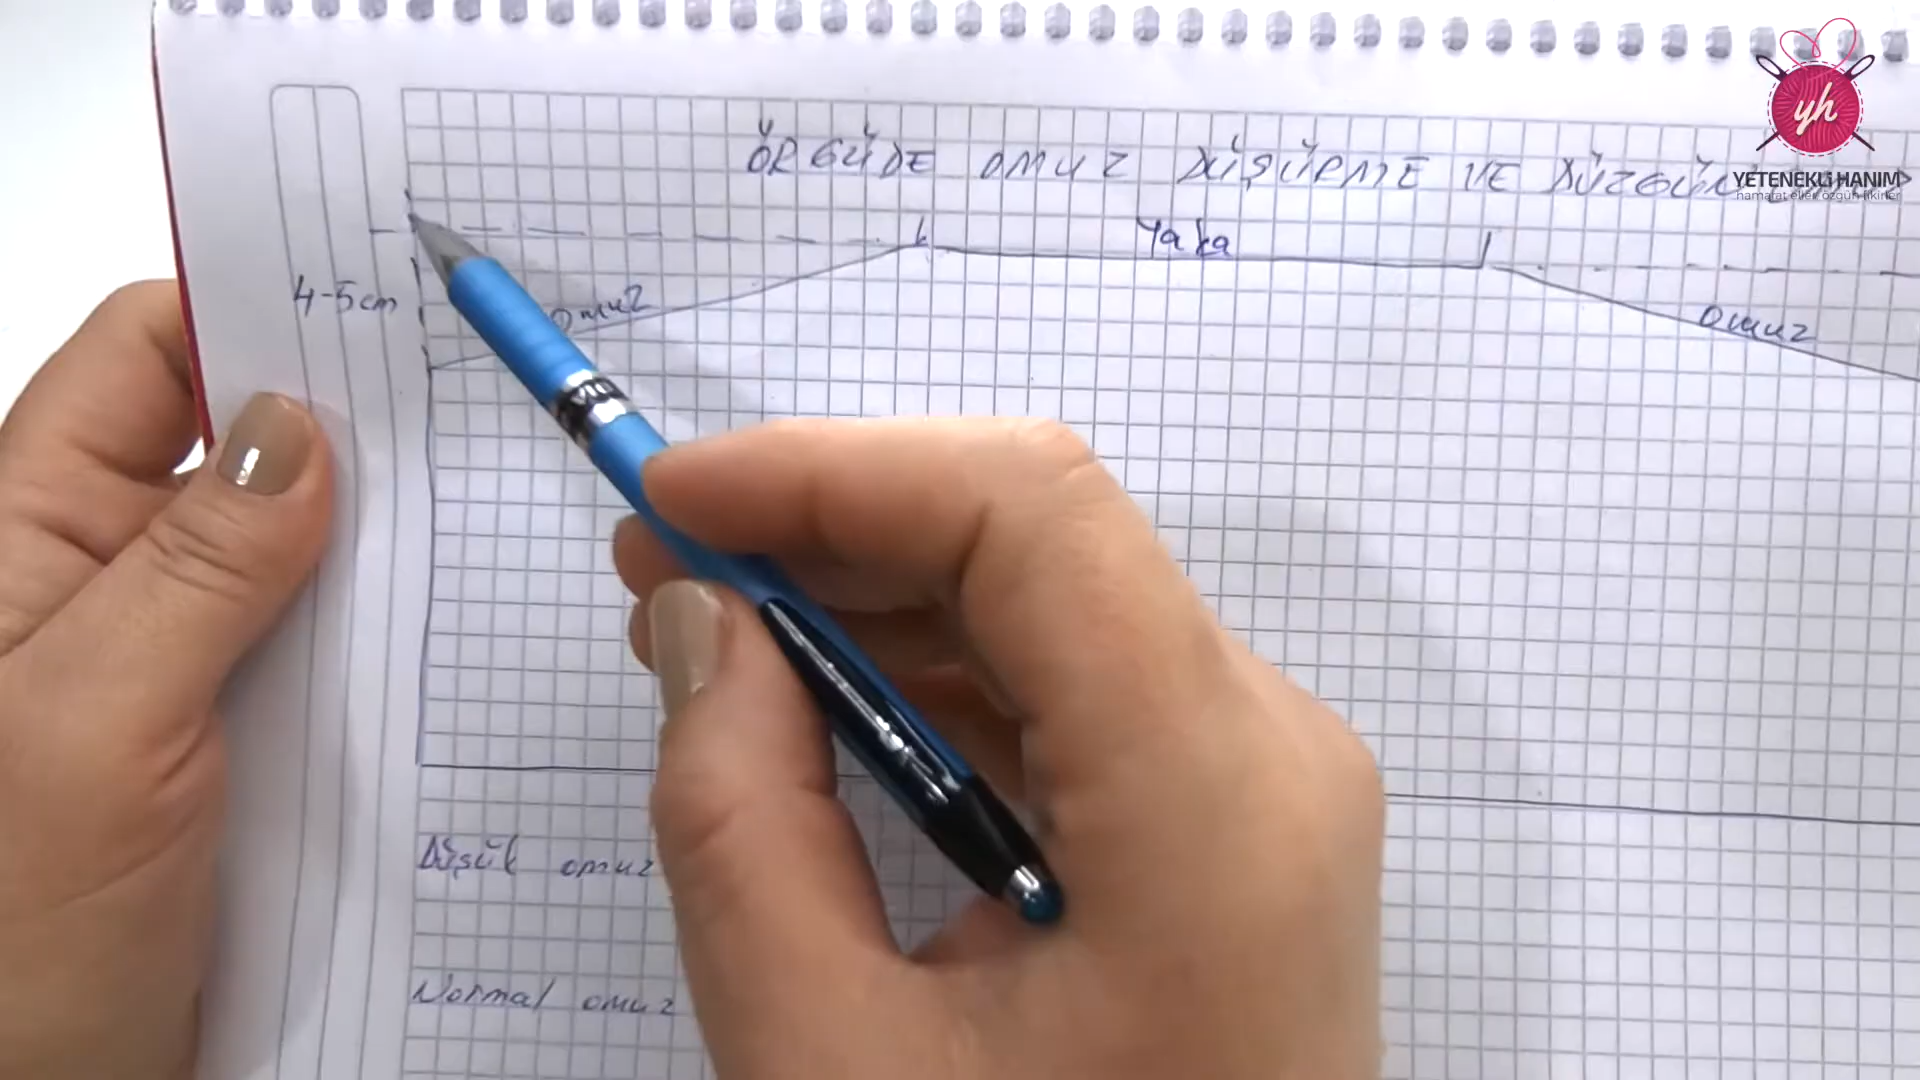 ÖRGÜDE OMUZ DÜŞÜRME VE
yh
YETENEKLİ HANIM
hamarat eller, özgün fikirler
Yaka
4-5cm
Omuz
Omuz
Düşük omuz
Normal omuz